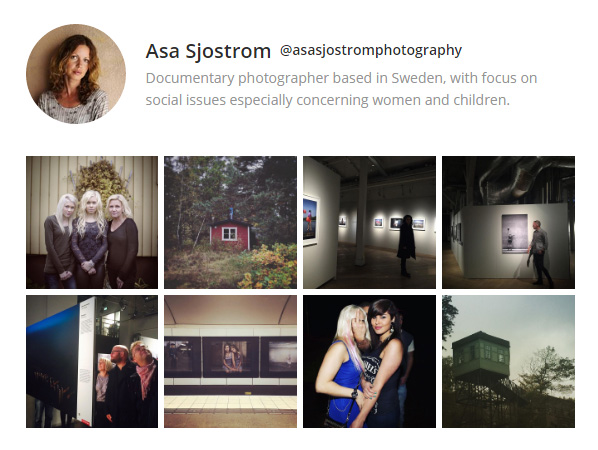 Asa Sjostrom @asasjostromphotography
Documentary photographer based in Sweden, with focus on
social issues especially concerning women and children.